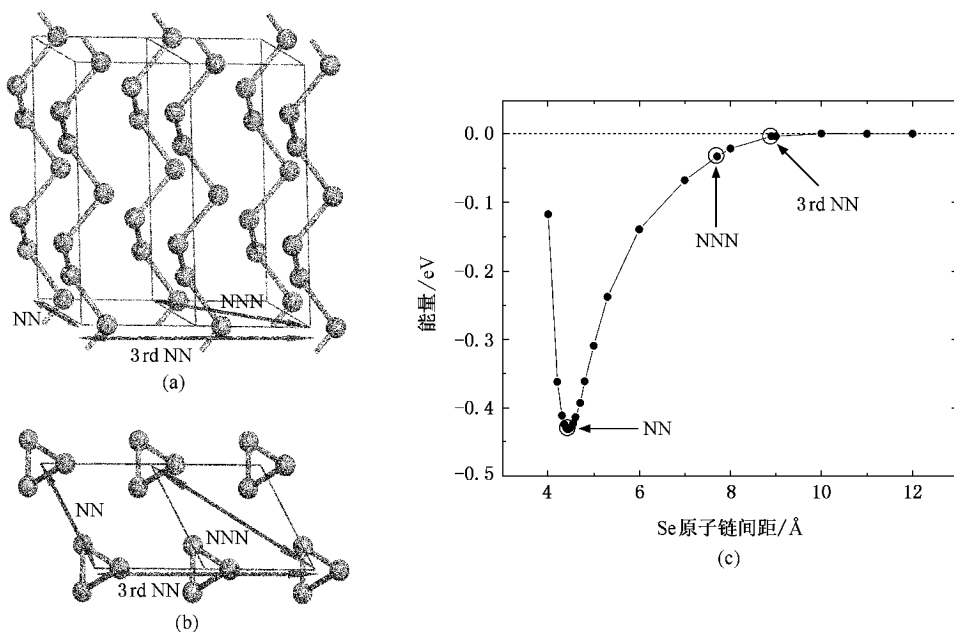 (a)
NN
NNN
3rd NN
(a)
NN
NNN
3rd NN
(b)
能量/eV
0.0
−0.1
−0.2
−0.3
−0.4
−0.5
NNN
3rd NN
NN
4
6
8
10
12
Se原子链间距/Å
(c)